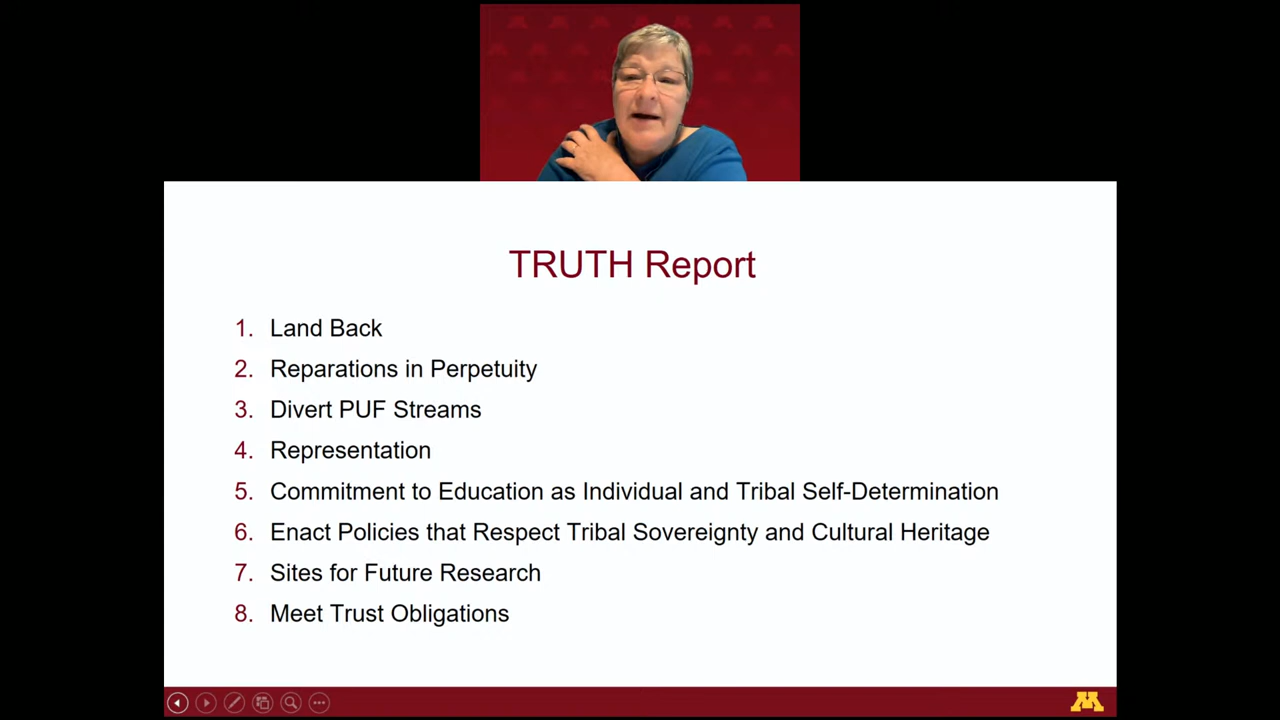 TRUTH Report
1. Land Back
2. Reparations in Perpetuity
3. Divert PUF Streams
4. Representation
5. Commitment to Education as Individual and Tribal Self-Determination
6. Enact Policies that Respect Tribal Sovereignty and Cultural Heritage
7. Sites for Future Research
8. Meet Trust Obligations
M